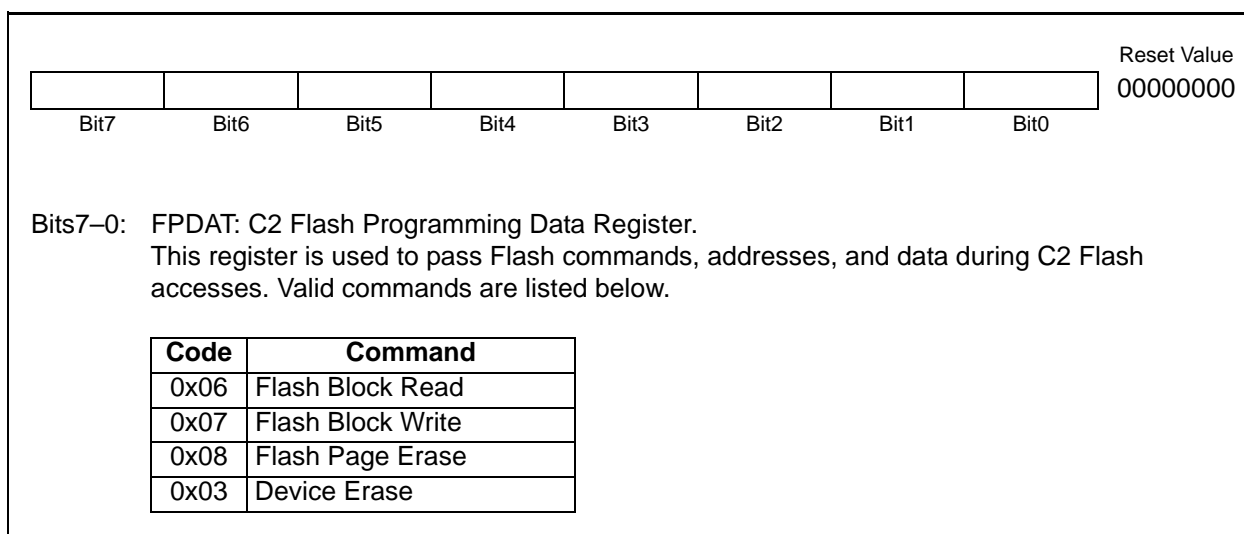 Reset Value
00000000
Bit7 Bit6 Bit5 Bit4 Bit3 Bit2 Bit1 Bit0
Bits7–0: FPDAT: C2 Flash Programming Data Register.
This register is used to pass Flash commands, addresses, and data during C2 Flash
accesses. Valid commands are listed below.
Code Command
0x06 Flash Block Read
0x07 Flash Block Write
0x08 Flash Page Erase
0x03 Device Erase